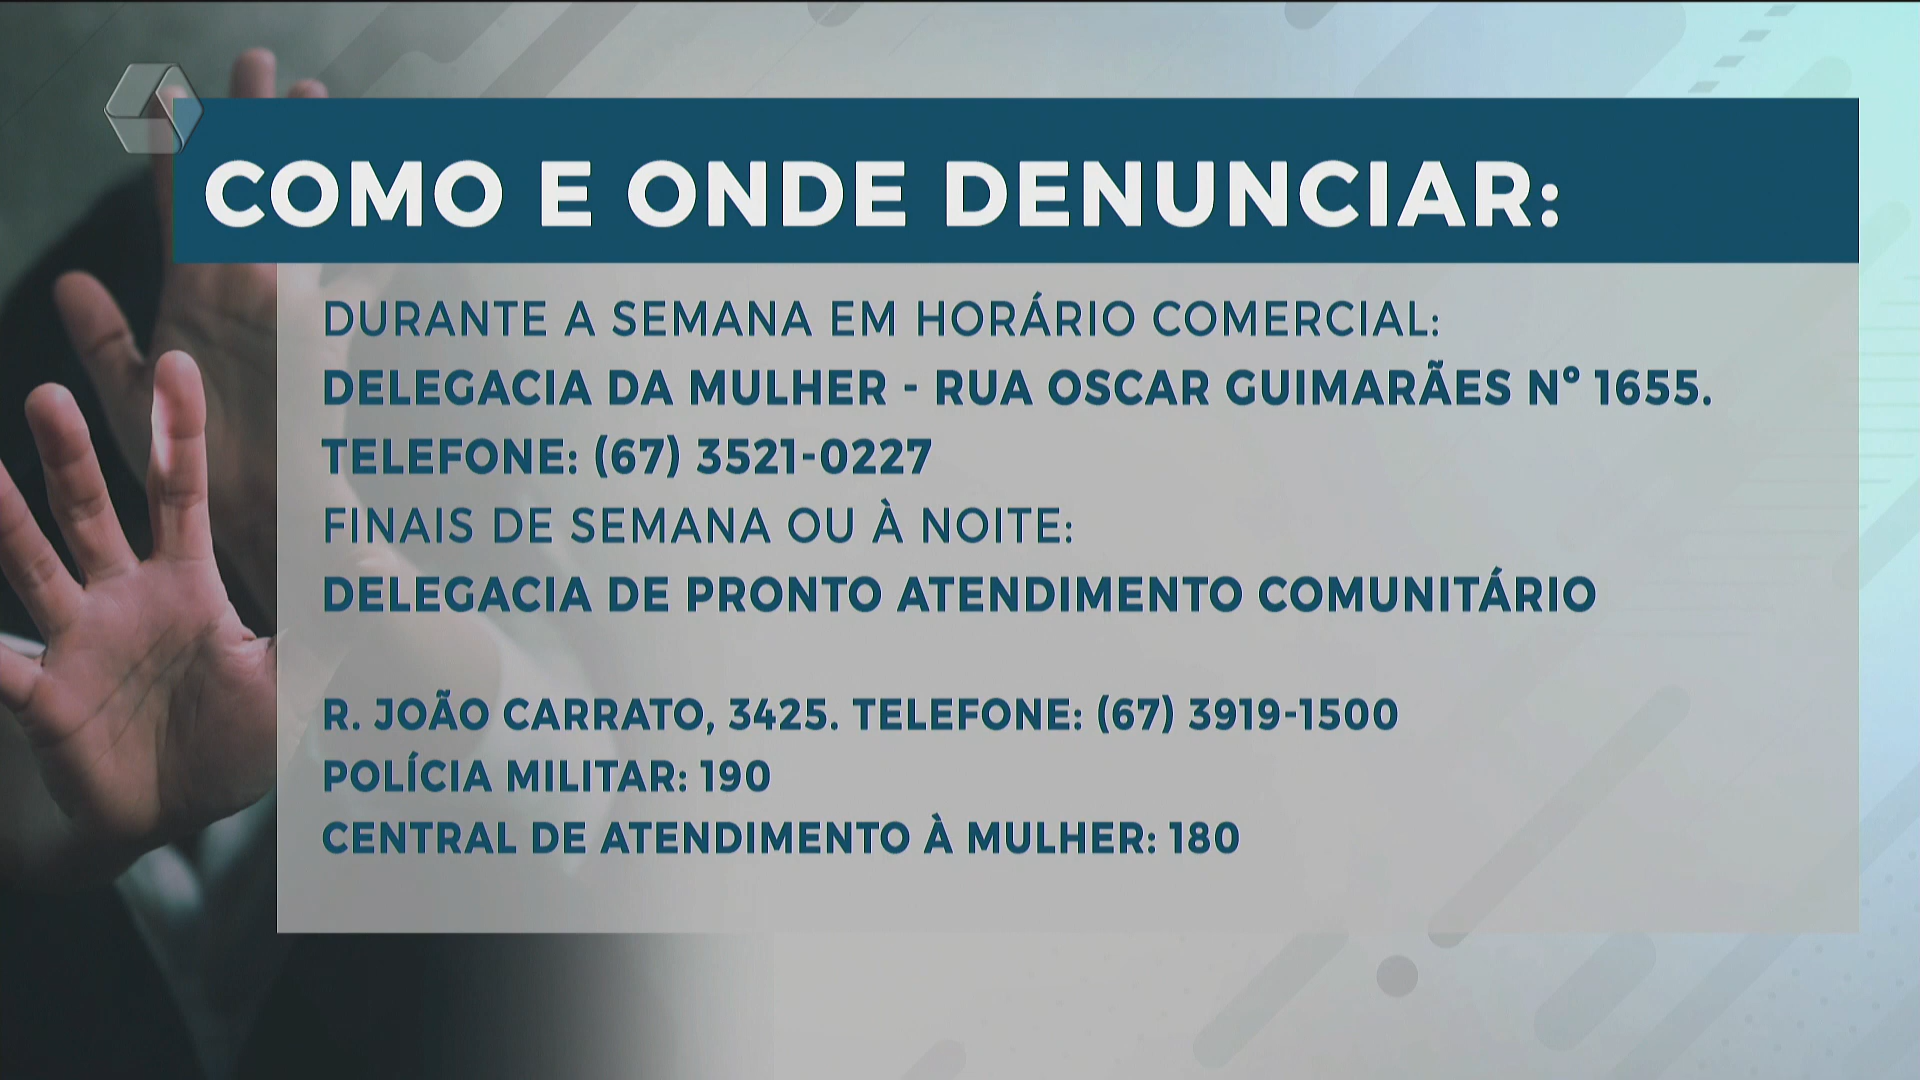 COMO E ONDE DENUNCIAR:
DURANTE A SEMANA EM HORÁRIO COMERCIAL:
DELEGACIA DA MULHER - RUA OSCAR GUIMARÃES Nº 1655.
TELEFONE: (67) 3521-0227
FINAIS DE SEMANA OU À NOITE:
DELEGACIA DE PRONTO ATENDIMENTO COMUNITÁRIO
R. JOÃO CARRATO, 3425. TELEFONE: (67) 3919-1500
POLÍCIA MILITAR: 190
CENTRAL DE ATENDIMENTO À MULHER: 180